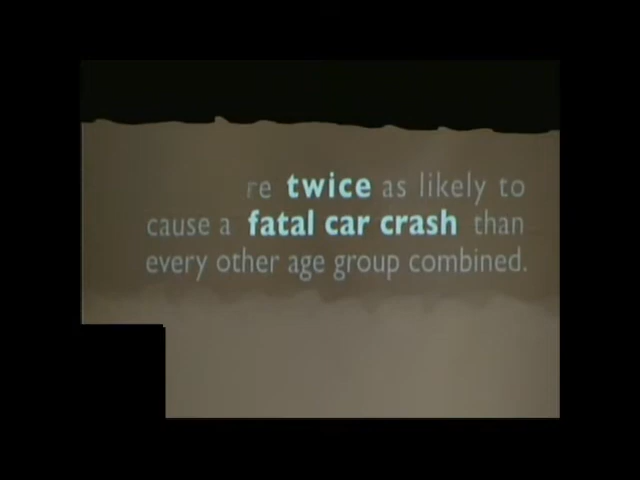 re twice as likely to
cause a fatal car crash than
every other age group combined.